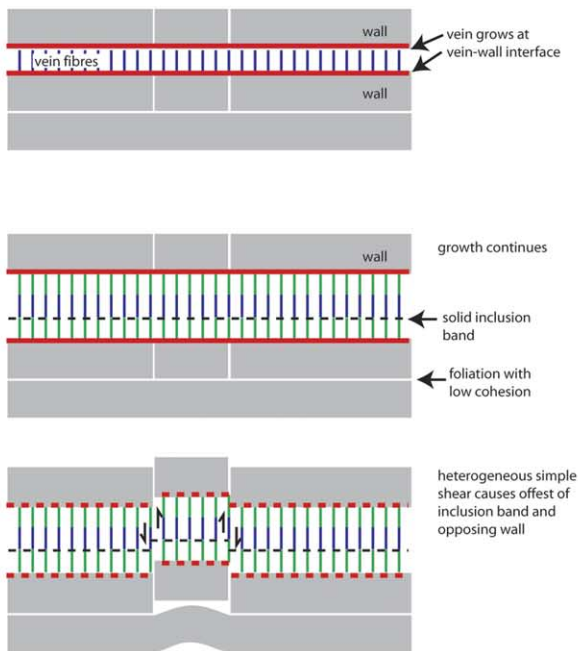 wall
vein grows at
vein-wall interface
vein fibres
wall
wall
growth continues
solid inclusion
band
foliation with
low cohesion
heterogeneous simple
shear causes offest of
inclusion band and
opposing wall